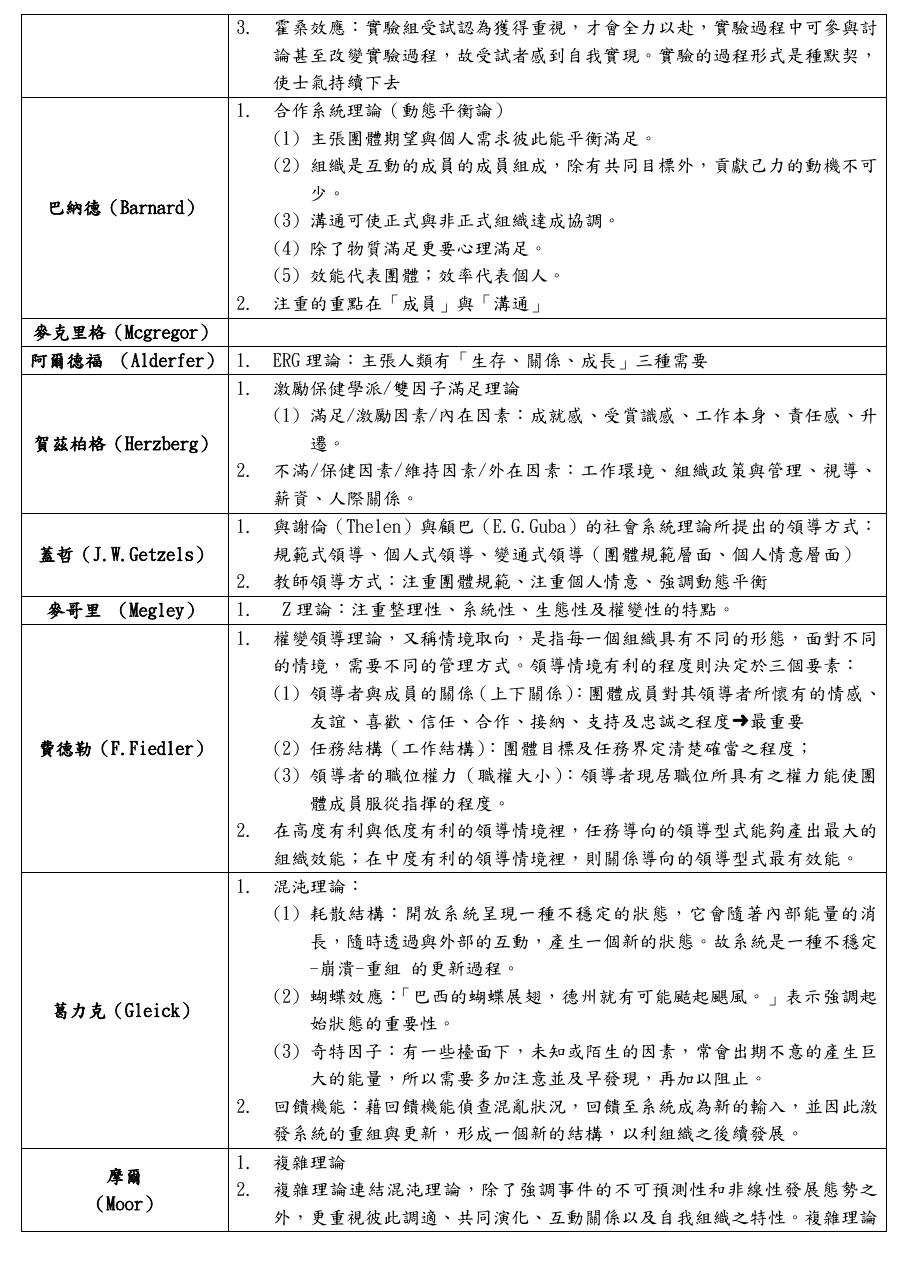 3. 霍桑效應：實驗組受試認為獲得重視，才會全力以赴，實驗過程中可參與討
論甚至改變實驗過程，故受試者感到自我實現。實驗的過程形式是種默契，
使士氣持續下去
巴納德（Barnard）
1. 合作系統理論（動態平衡論）
(1) 主張團體期望與個人需求彼此能平衡滿足。
(2) 組織是互動的成員的成員組成，除有共同目標外，貢獻己力的動機不可
少。
(3) 溝通可使正式與非正式組織達成協調。
(4) 除了物質滿足更要心理滿足。
(5) 效能代表團體；效率代表個人。
2. 注重的重點在「成員」與「溝通」
麥克里格（Mcgregor）
阿爾德福 （Alderfer）
1. ERG 理論：主張人類有「生存、關係、成長」三種需要
賀茲柏格（Herzberg）
1. 激勵保健學派/雙因子滿足理論
(1) 滿足/激勵因素/內在因素：成就感、受賞識感、工作本身、責任感、升
遷。
2. 不滿/保健因素/維持因素/外在因素：工作環境、組織政策與管理、視導、
薪資、人際關係。
蓋哲（J.W.Getzels）
1. 與謝倫（Thelen）與顧巴（E.G.Guba）的社會系統理論所提出的領導方式：
規範式領導、個人式領導、變通式領導（團體規範層面、個人情意層面）
2. 教師領導方式：注重團體規範、注重個人情意、強調動態平衡
麥哥里 （Megley）
1. Z 理論：注重整理性、系統性、生態性及權變性的特點。
費德勒（F.Fiedler）
1. 權變領導理論，又稱情境取向，是指每一個組織具有不同的形態，面對不同
的情境，需要不同的管理方式。領導情境有利的程度則決定於三個要素：
(1) 領導者與成員的關係（上下關係）：團體成員對其領導者所懷有的情感、
友誼、喜歡、信任、合作、接納、支持及忠誠之程度➜最重要
(2) 任務結構（工作結構）：團體目標及任務界定清楚確當之程度；
(3) 領導者的職位權力（職權大小）：領導者現居職位所具有之權力能使團
體成員服從指揮的程度。
2. 在高度有利與低度有利的領導情境裡，任務導向的領導型式能夠產出最大的
組織效能；在中度有利的領導情境裡，則關係導向的領導型式最有效能。
葛力克（Gleick）
1. 混沌理論：
(1) 耗散結構：開放系統呈現一種不穩定的狀態，它會隨著內部能量的消
長，隨時透過與外部的互動，產生一個新的狀態。故系統是一種不穩定
-崩潰-重組 的更新過程。
(2) 蝴蝶效應：「巴西的蝴蝶展翅，德州就有可能颳起颶風。」表示強調起
始狀態的重要性。
(3) 奇特因子：有一些檯面下，未知或陌生的因素，常會出期不意的產生巨
大的能量，所以需要多加注意並及早發現，再加以阻止。
2. 回饋機能：藉回饋機能偵查混亂狀況，回饋至系統成為新的輸入，並因此激
發系統的重組與更新，形成一個新的結構，以利組織之後續發展。
摩爾
（Moor）
1. 複雜理論
2. 複雜理論連結混沌理論，除了強調事件的不可預測性和非線性發展態勢之
外，更重視彼此調適、共同演化、互動關係以及自我組織之特性。複雜理論